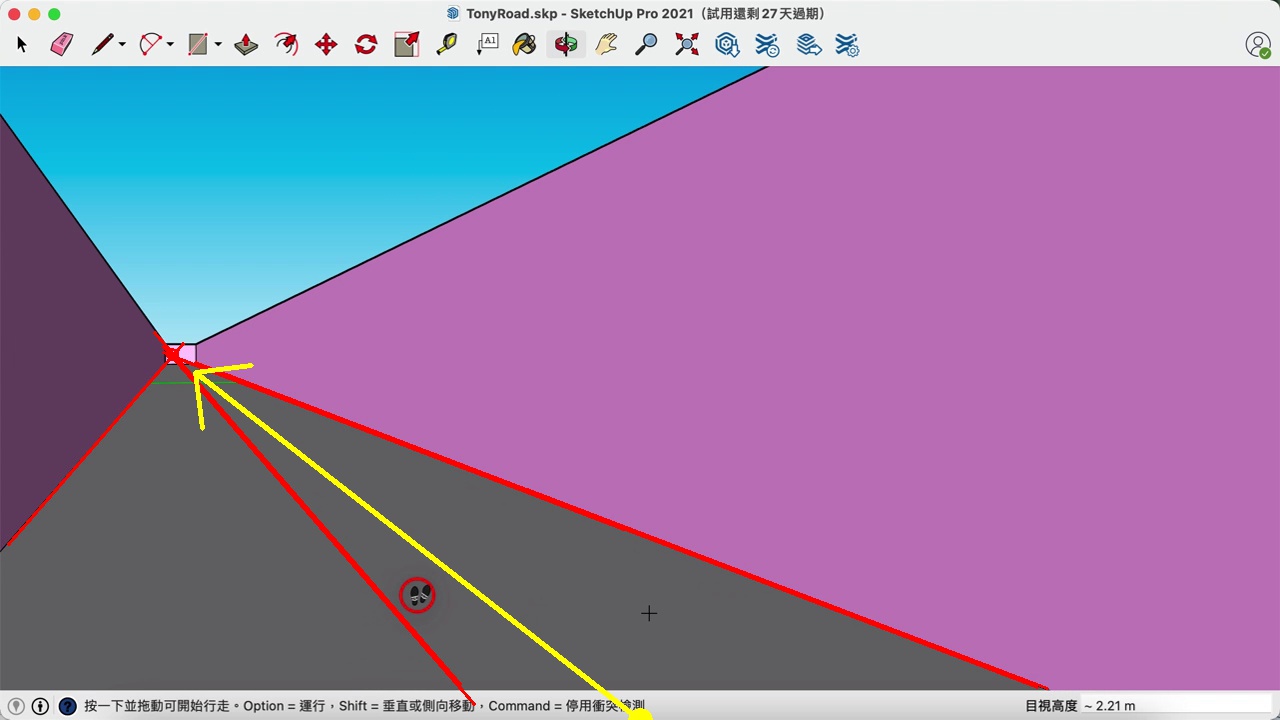 TonyRoad.skp - SketchUp Pro 2021（試用還剩 27 天過期）
A1
按一下並拖動可開始行走。Option = 運行，Shift = 垂直或側向移動，Command = 停用衝突檢測
目視高度 ~ 2.21 m